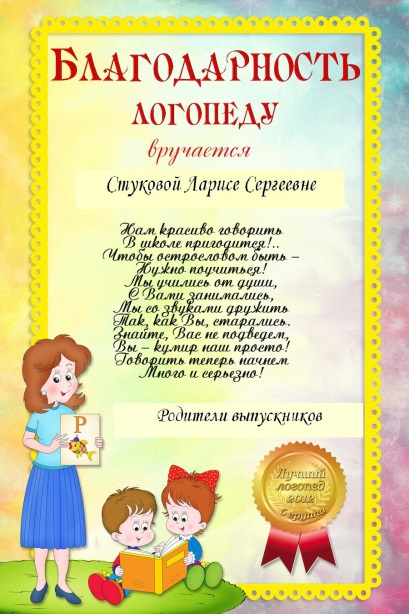 БЛАГОДАРНОСТЬ
ЛОГОПЕДУ
вручается
Стуковой Ларисе Сергеевне
Нам красиво говорить
В школе пригодится!..
Чтобы острословом быть –
Нужно поучиться!
Мы учились от души,
С Вами занимались,
Мы со звуками дружить
Так, как Вы, старались.
Знайте, Вас не подведем,
Вы – кумир наш просто!
Говорить теперь начнем
Много и серьезно!
Родители выпускников
Р
Лучший
логопед
2012
6 группа